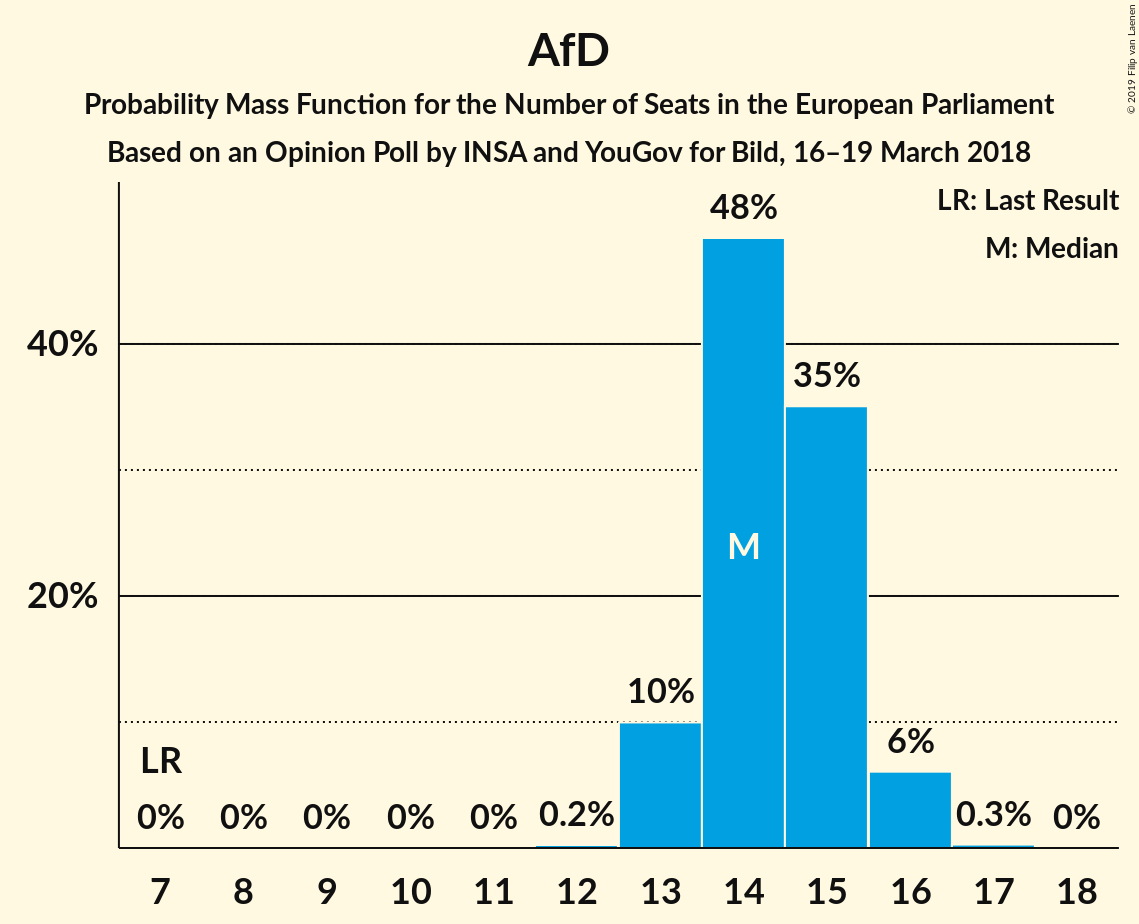 AfD
Probability Mass Function for the Number of Seats in the European Parliament
Based on an Opinion Poll by INSA and YouGov for Bild, 16–19 March 2018
© 2019 Filip van Laenen
LR: Last Result
M: Median
48%
40%
35%
M
20%
10%
6%
LR
0% 0% 0% 0% 0% 0.2% 0.3% 0%
7 8 9 10 11 12 13 14 15 16 17 18